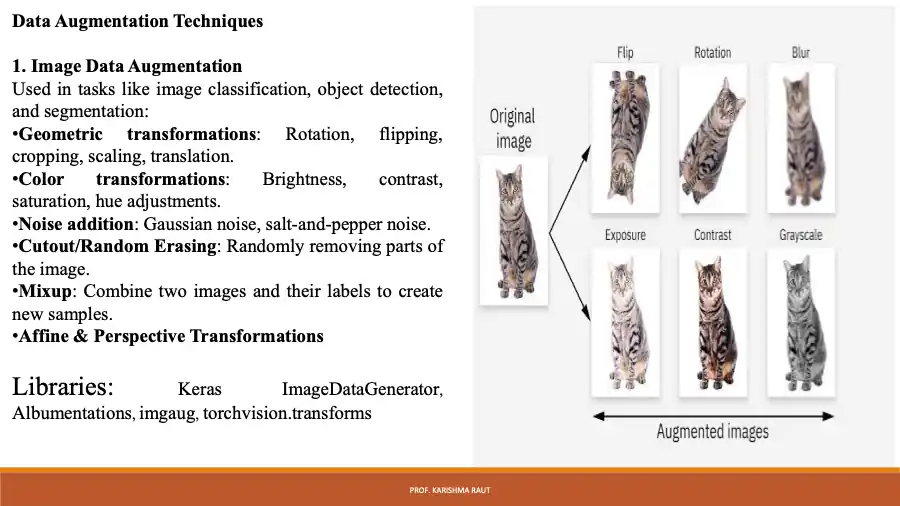 Data Augmentation Techniques
1. Image Data Augmentation
Used in tasks like image classification, object detection,
and segmentation:
•Geometric transformations: Rotation, flipping,
cropping, scaling, translation.
•Color transformations: Brightness, contrast,
saturation, hue adjustments.
•Noise addition: Gaussian noise, salt-and-pepper noise.
•Cutout/Random Erasing: Randomly removing parts of
the image.
•Mixup: Combine two images and their labels to create
new samples.
•Affine & Perspective Transformations
Libraries: Keras ImageDataGenerator,
Albumentations, imgaug, torchvision.transforms
Original
image
Flip Rotation Blur
Exposure Contrast Grayscale
Augmented images
PROF. KARISHMA RAUT